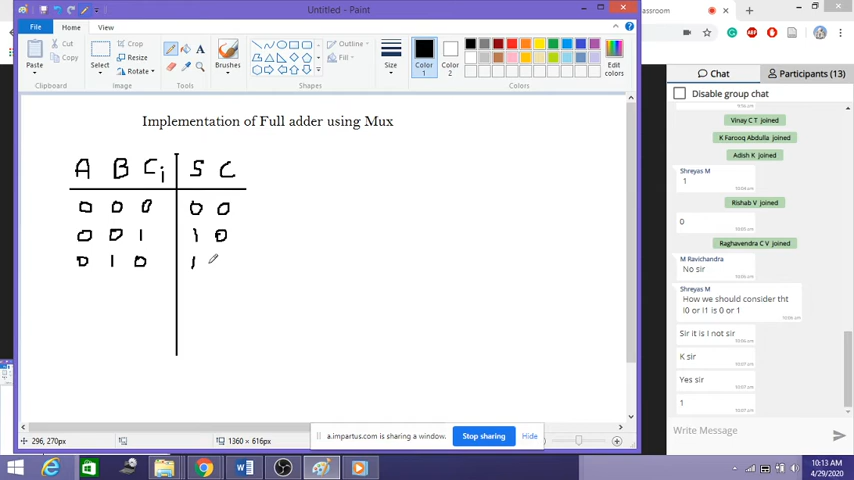 Untitled - Paint
classroom
File Home View
Paste
Cut
Copy
Clipboard
Select
Crop
Resize
Rotate
Image
Tools
Brushes
Outline
Fill
Shapes
Size
Color 1
Color 2
Edit colors
Colors
Implementation of Full adder using Mux
A B Ci S C
0 0 0 0 0
0 0 1 1 0
0 1 0 1
296, 270px
1360 × 616px
a.impartus.com is sharing a window.
Stop sharing
Hide
Chat
Participants (13)
Disable group chat
Vinay C T joined
K Farooq Abdulla joined
Adish K joined
Shreyas M
1
Rishab V joined
0
Raghavendra C V joined
M Ravichandra
No sir
Shreyas M
How we should consider tht
I0 or I1 is 0 or 1
Sir it is I not sir
K sir
Yes sir
1
Write Message
10:13 AM
4/29/2020